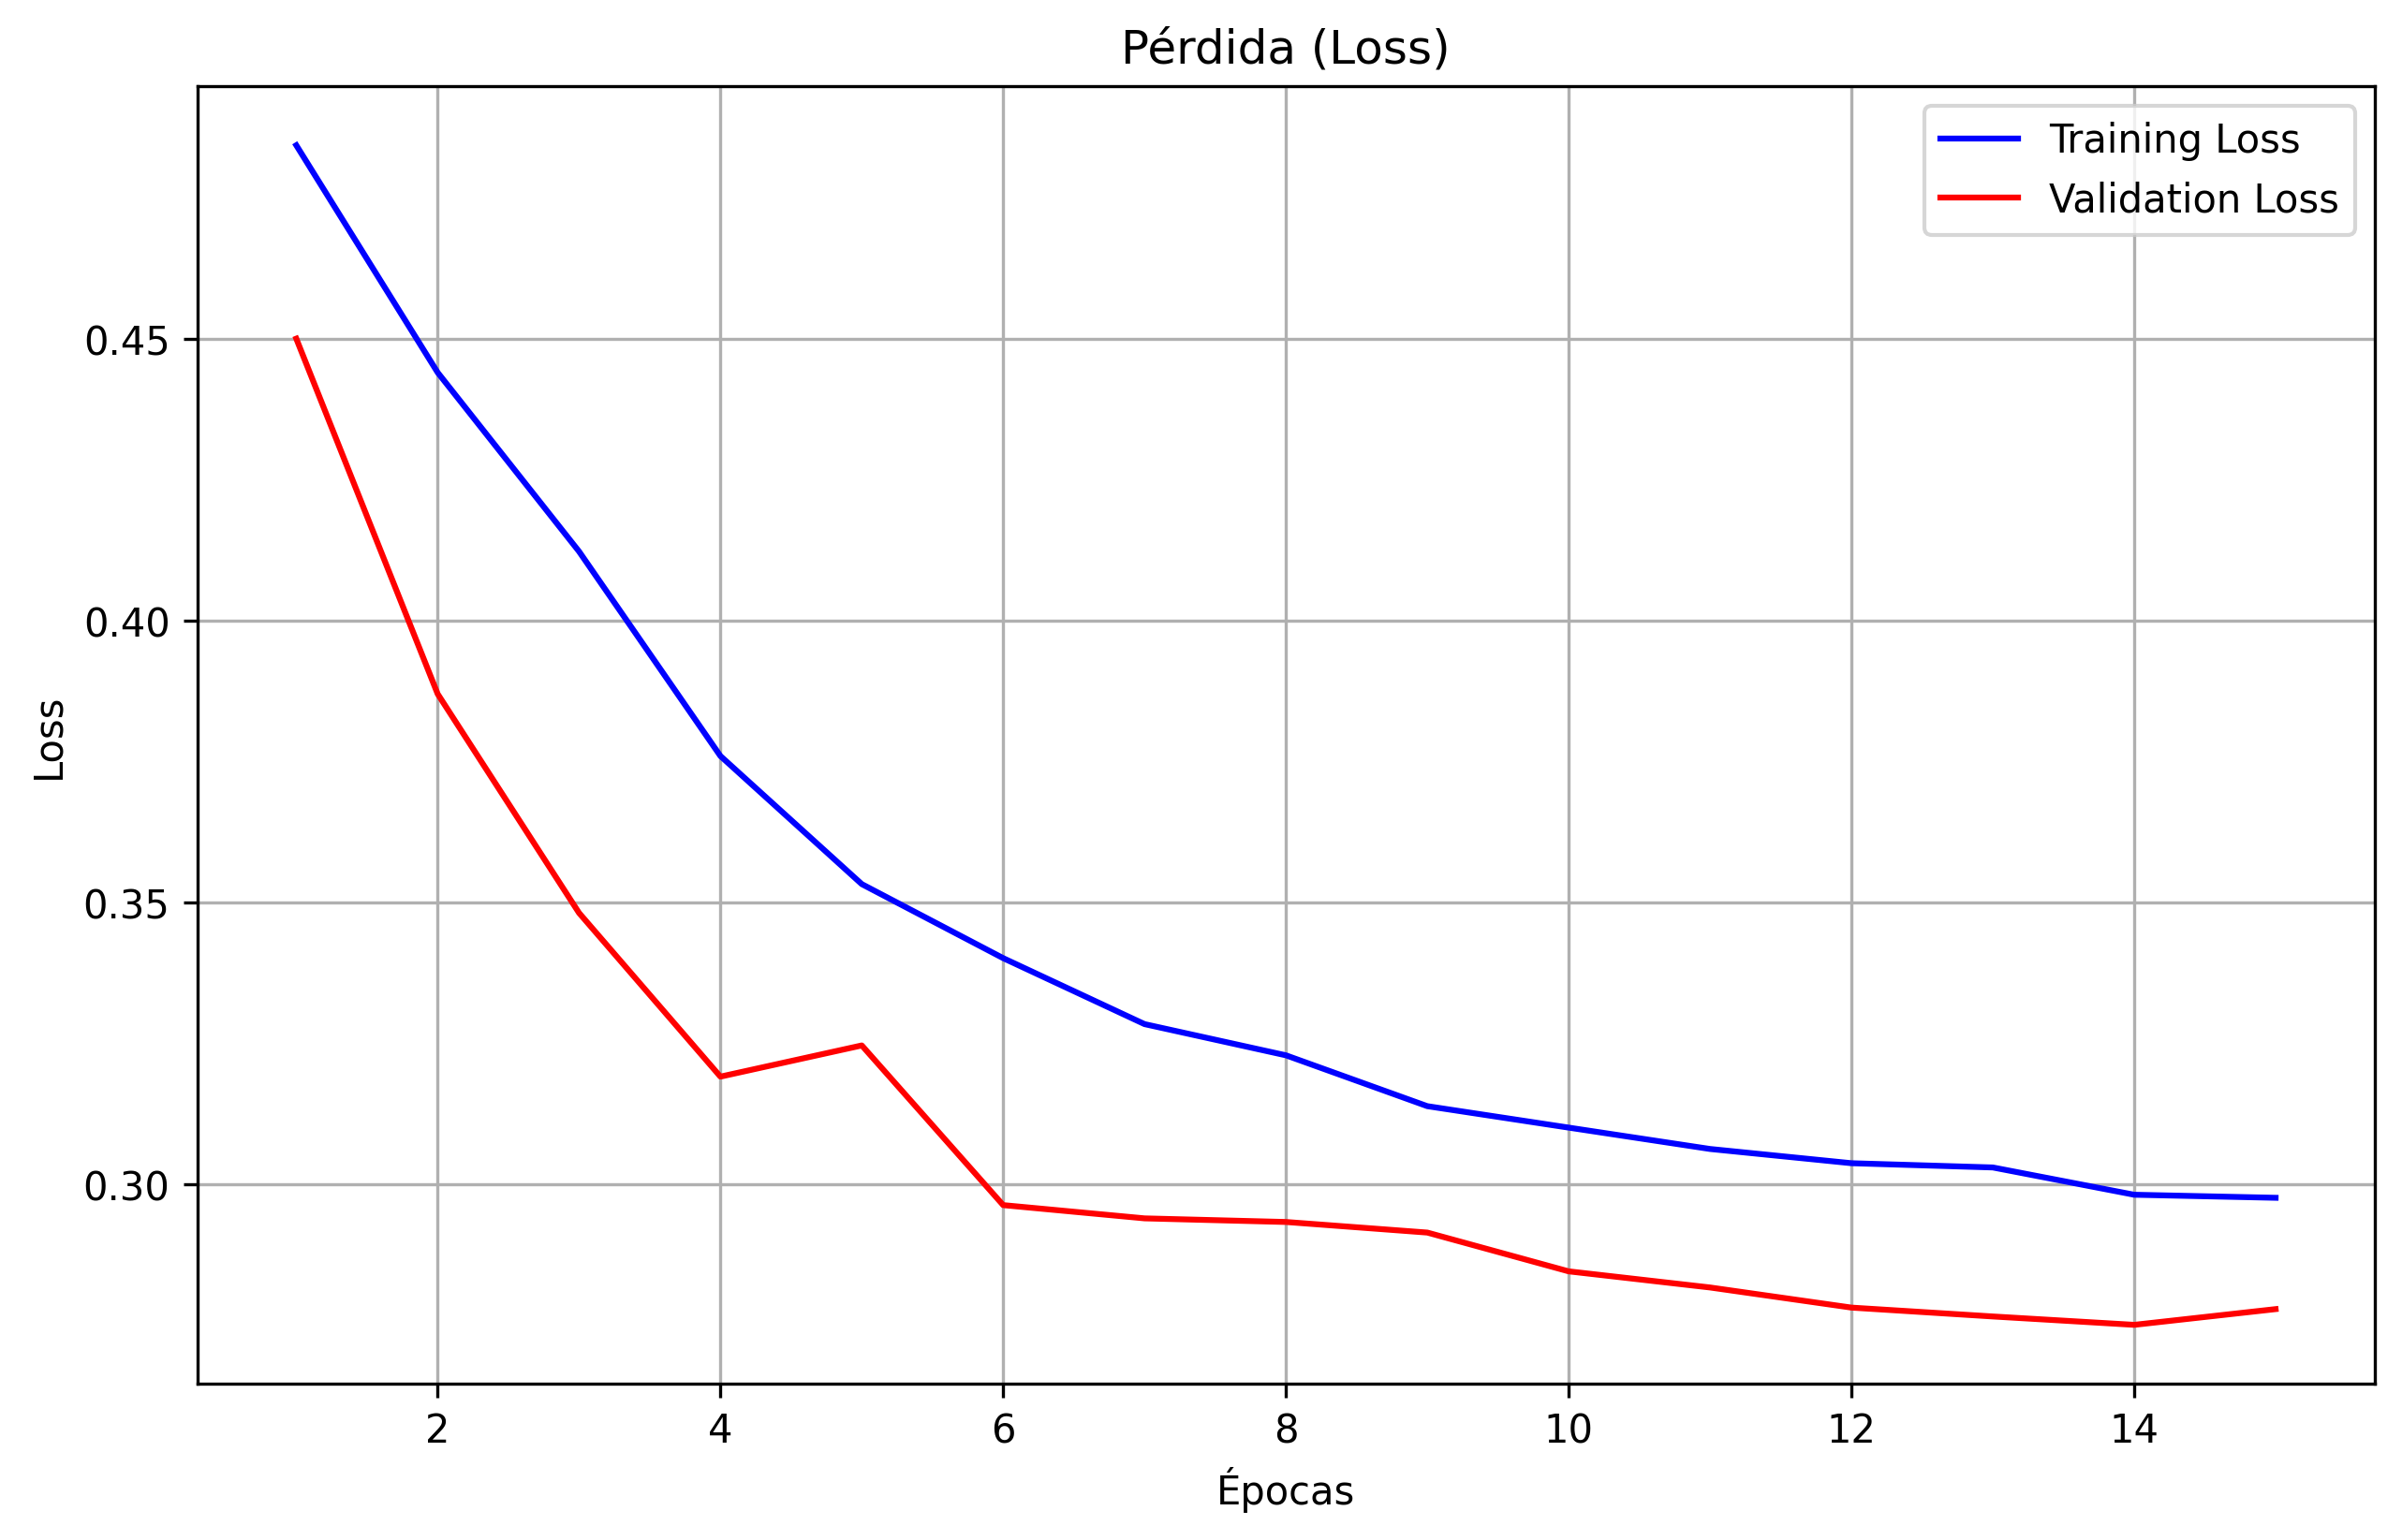 Pérdida (Loss)
Training Loss
Validation Loss
0.45
0.40
0.35
0.30
Loss
2 4 6 8 10 12 14
Épocas